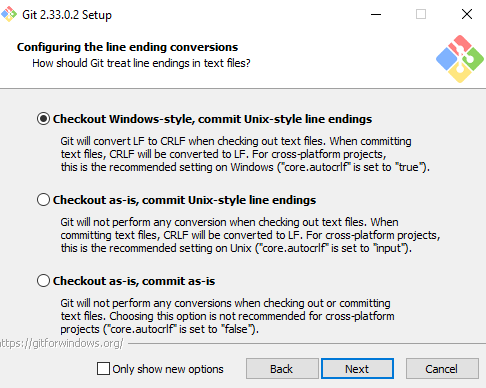 Git 2.33.0.2 Setup
Configuring the line ending conversions
How should Git treat line endings in text files?
Checkout Windows-style, commit Unix-style line endings
Git will convert LF to CRLF when checking out text files. When committing
text files, CRLF will be converted to LF. For cross-platform projects,
this is the recommended setting on Windows ("core.autocrlf" is set to "true").
Checkout as-is, commit Unix-style line endings
Git will not perform any conversion when checking out text files. When
committing text files, CRLF will be converted to LF. For cross-platform projects,
this is the recommended setting on Unix ("core.autocrlf" is set to "input").
Checkout as-is, commit as-is
Git will not perform any conversions when checking out or committing
text files. Choosing this option is not recommended for cross-platform
projects ("core.autocrlf" is set to "false").
ttps://gitforwindows.org/
Only show new options
Back
Next
Cancel